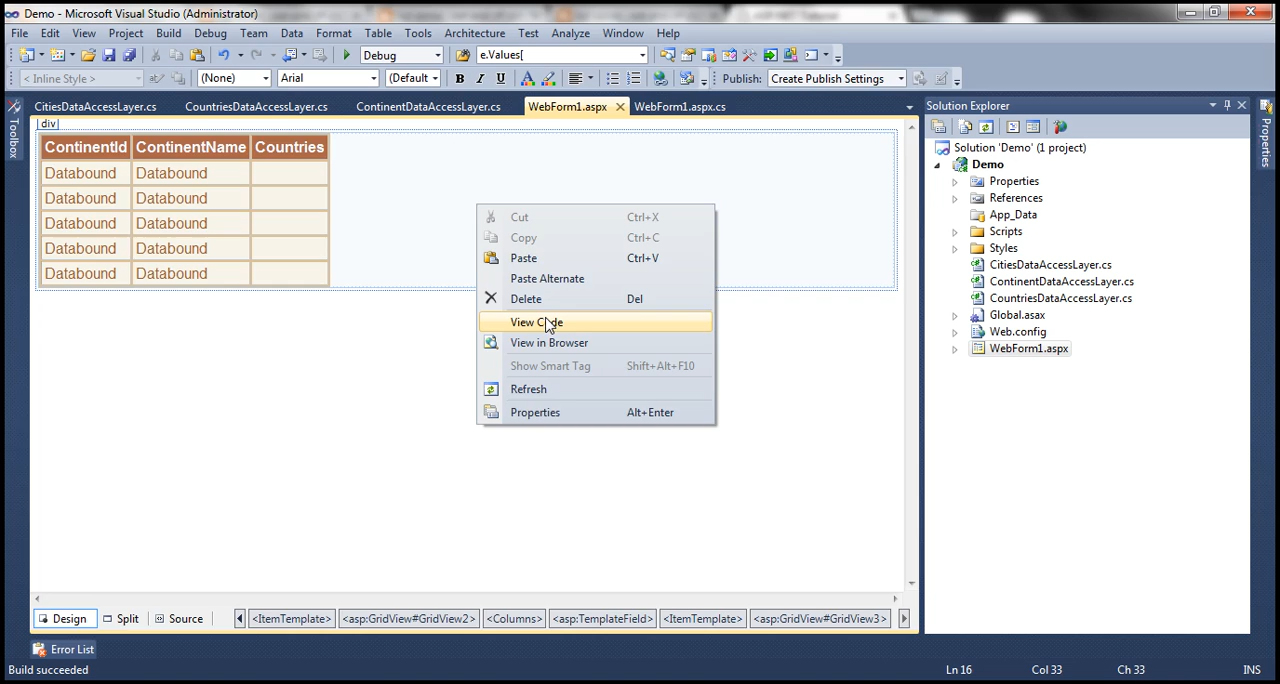 Demo - Microsoft Visual Studio (Administrator)
File Edit View Project Build Debug Team Data Format Table Tools Architecture Test Analyze Window Help
Debug e.Values[
< Inline Style > (None) Arial (Default B I U A Publish: Create Publish Settings
CitiesDataAccessLayer.cs CountriesDataAccessLayer.cs ContinentDataAccessLayer.cs WebForm1.aspx WebForm1.aspx.cs
div
ContinentId ContinentName Countries
Databound Databound
Databound Databound
Databound Databound
Databound Databound
Databound Databound
Cut Ctrl+X
Copy Ctrl+C
Paste Ctrl+V
Paste Alternate
Delete Del
View Code
View in Browser
Show Smart Tag Shift+Alt+F10
Refresh
Properties Alt+Enter
Toolbox
Solution Explorer
Solution 'Demo' (1 project)
Demo
Properties
References
App_Data
Scripts
Styles
CitiesDataAccessLayer.cs
ContinentDataAccessLayer.cs
CountriesDataAccessLayer.cs
Global.asax
Web.config
WebForm1.aspx
Properties
Design Split Source <ItemTemplate> <asp:GridView#GridView2> <Columns> <asp:TemplateField> <ItemTemplate> <asp:GridView#GridView3>
Error List
Build succeeded Ln 16 Col 33 Ch 33 INS